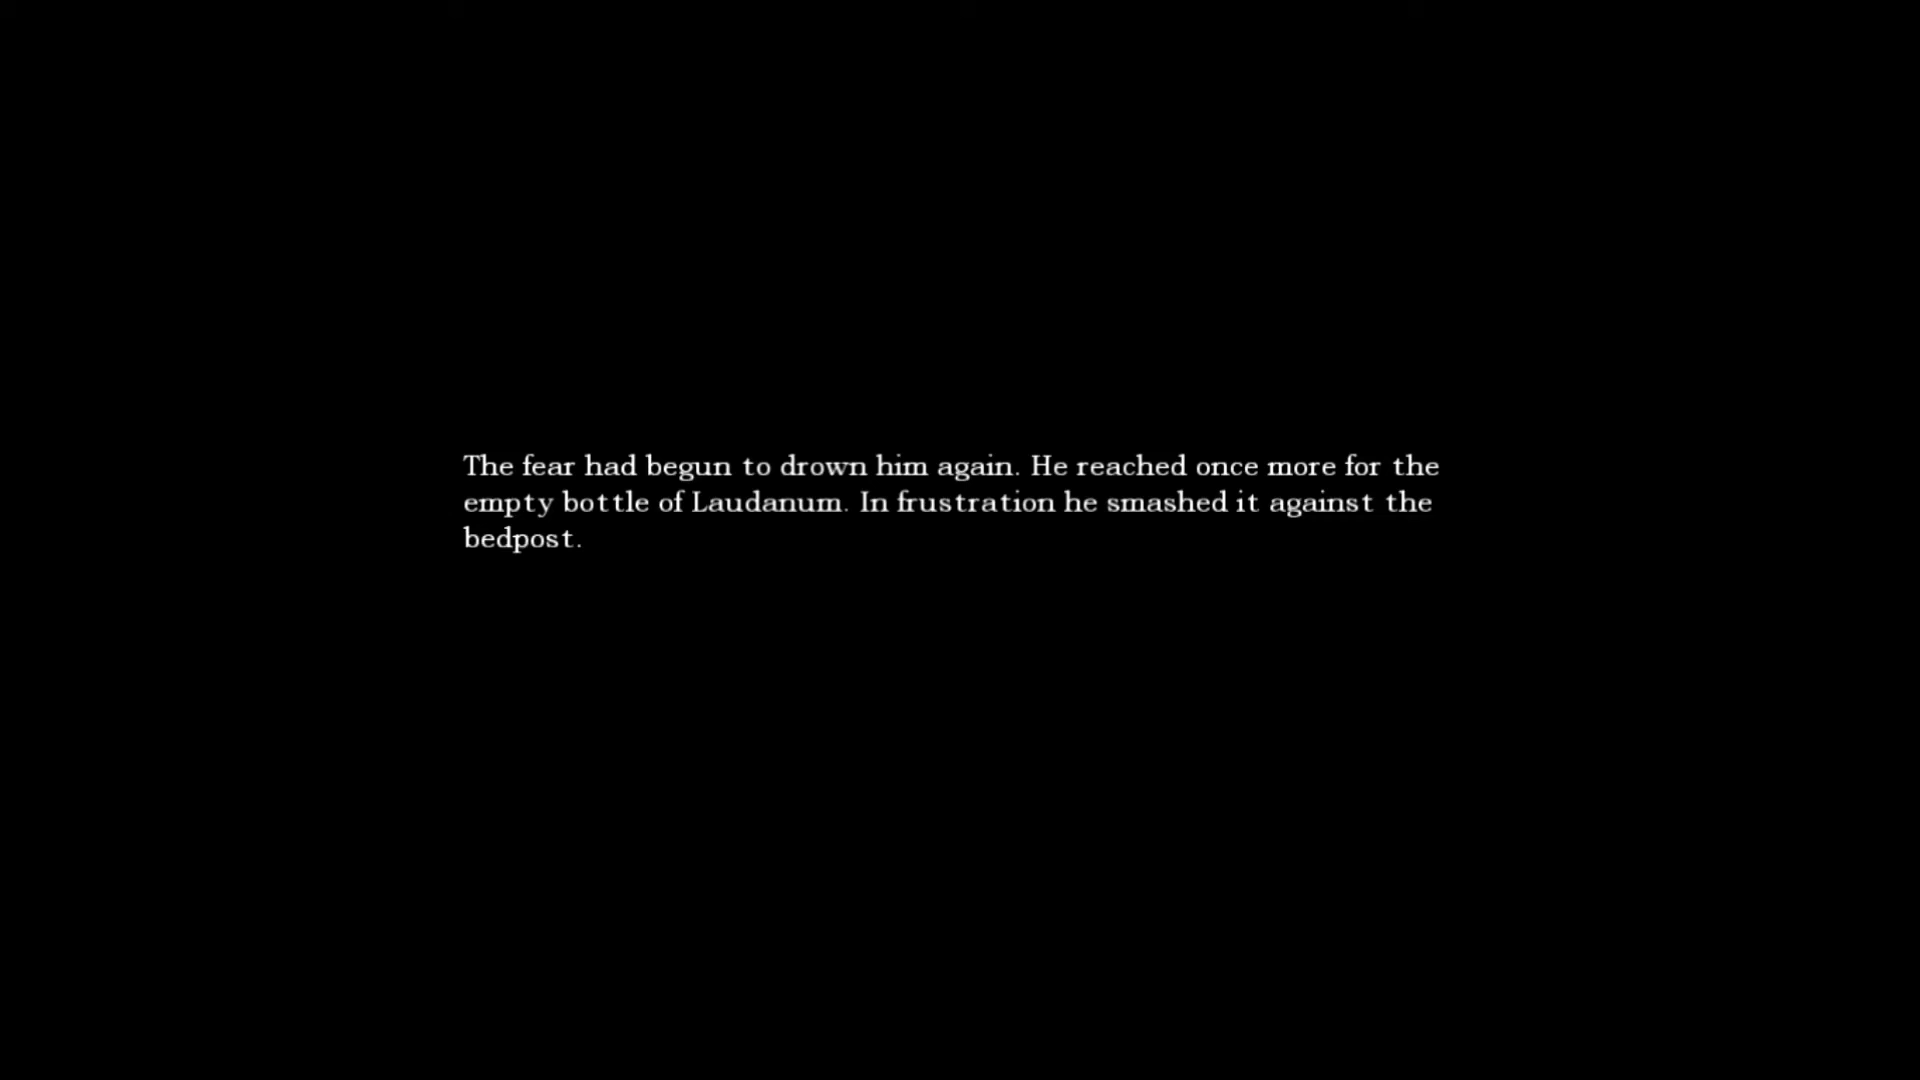 The fear had begun to drown him again. He reached once more for the
empty bottle of Laudanum. In frustration he smashed it against the
bedpost.